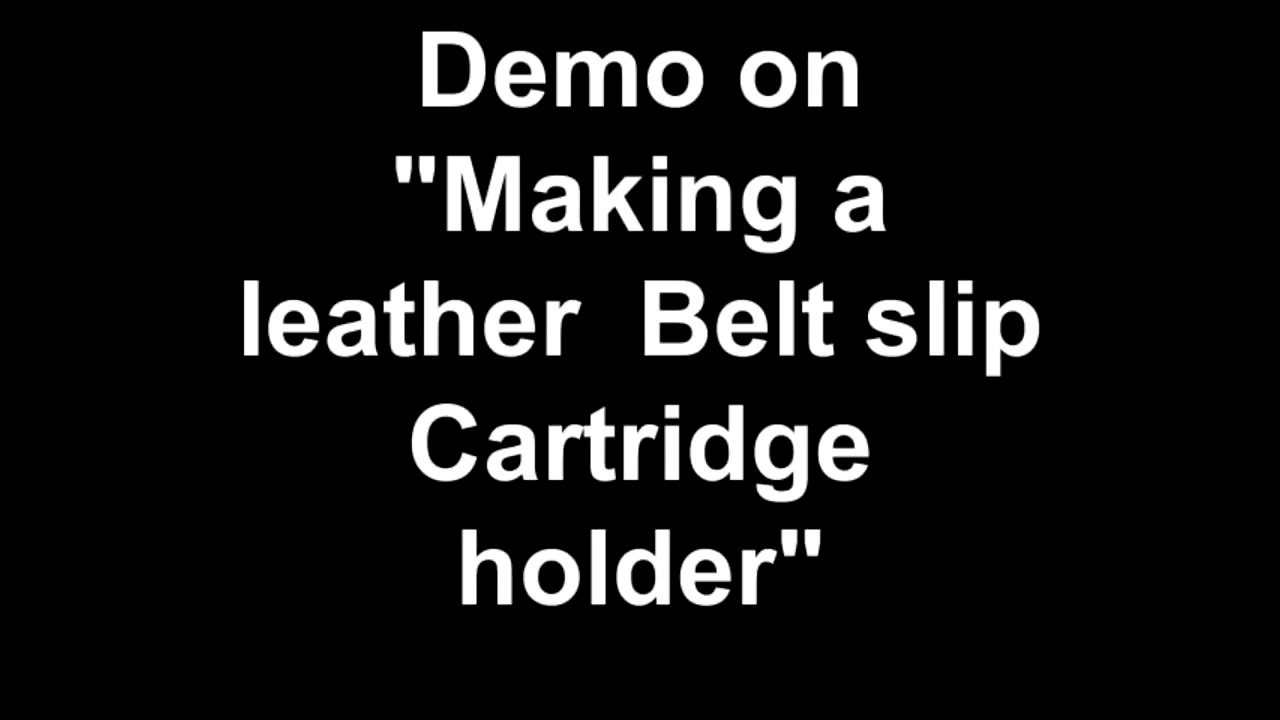 Demo on
"Making a
leather  Belt slip
Cartridge
holder"